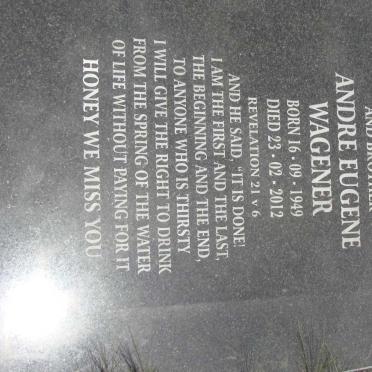 AND BROTHER
ANDRE EUGENE
WAGENER
BORN 16 · 09 · 1949
DIED 23 · 02 · 2012
REVELATION 21 v 6
AND HE SAD, "IT IS DONE!
I AM THE FIRST AND THE LAST,
THE BEGINNING AND THE END,
TO ANYONE WHO IS THIRSTY
I WILL GIVE THE RIGHT TO DRINK
FROM THE SPRING OF THE WATER
OF LIFE WITHOUT PAYING FOR IT
HONEY WE MISS YOU